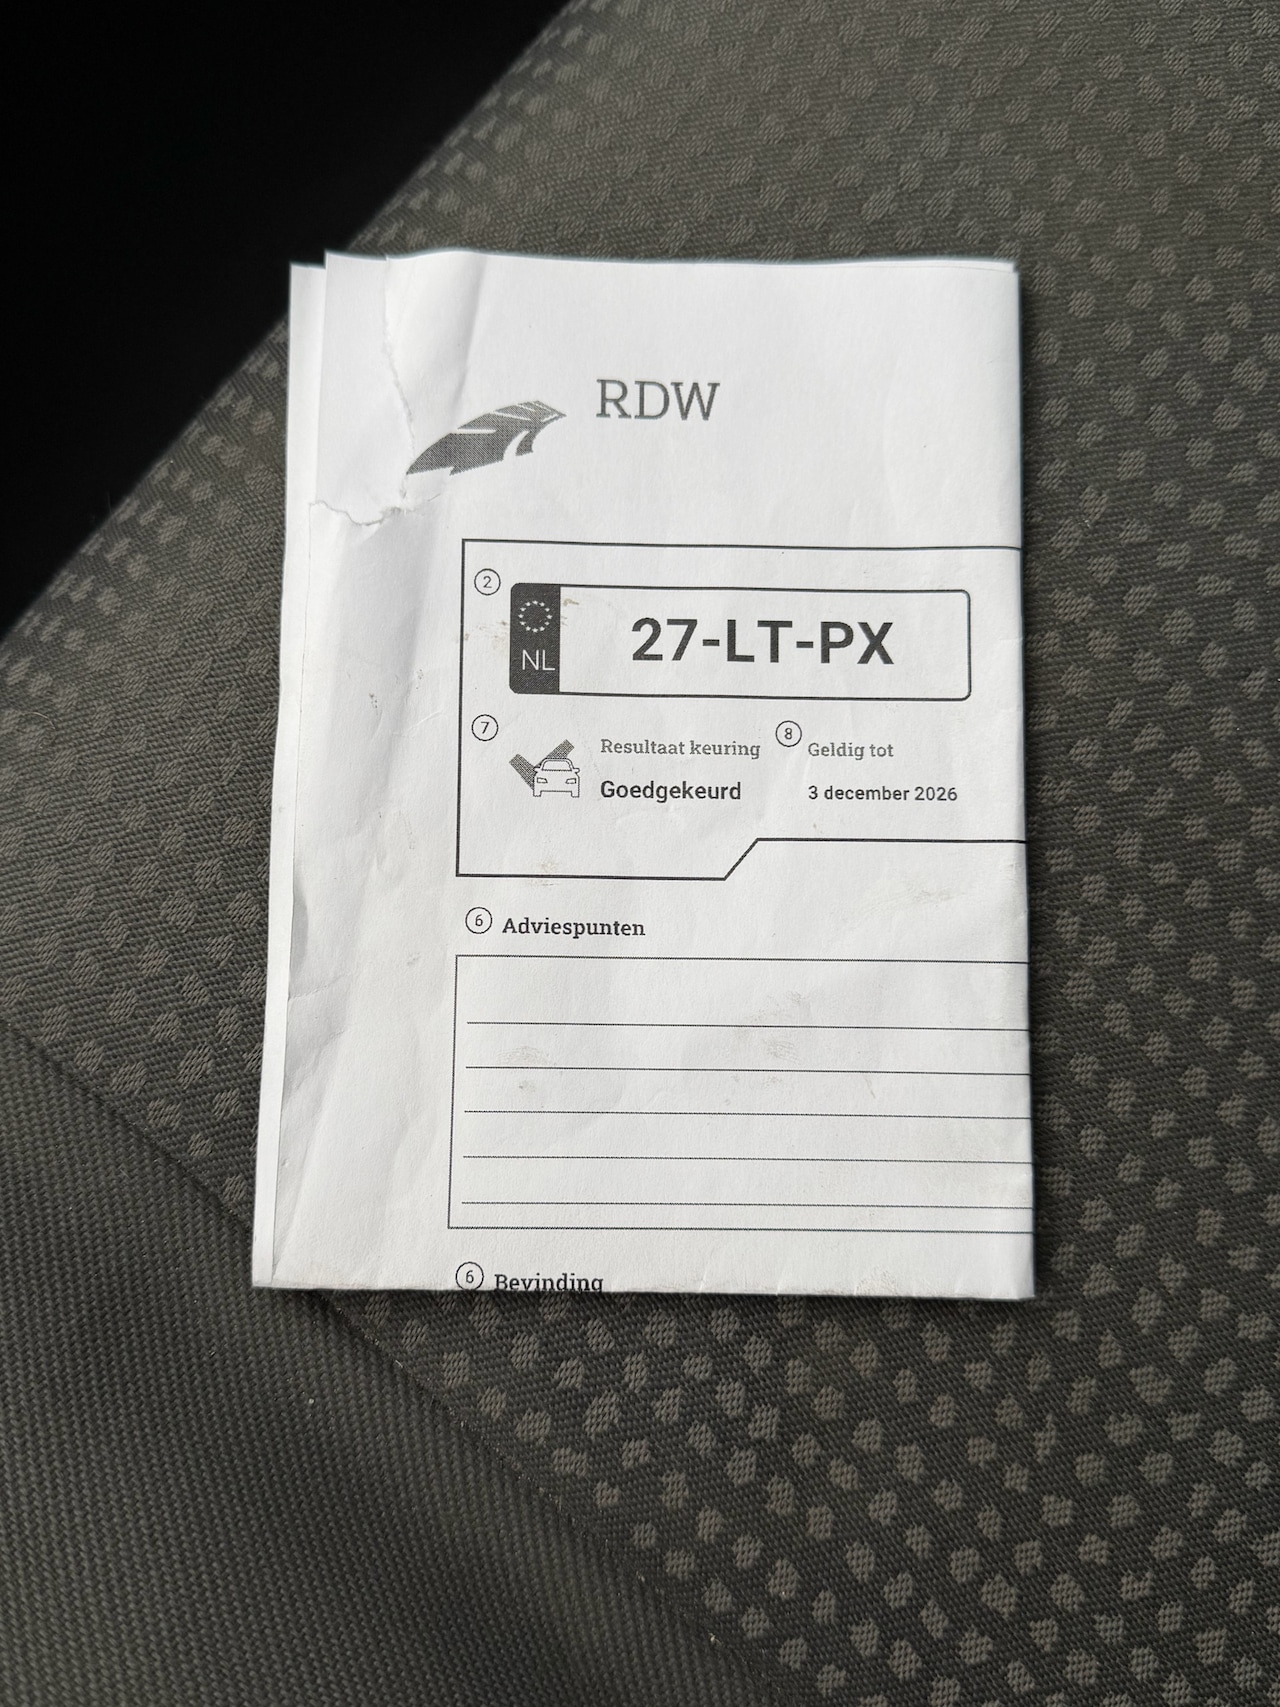 RDW
2
NL 27-LT-PX
7 Resultaat keuring 8 Geldig tot
Goedgekeurd 3 december 2026
6 Adviespunten
6 Bevinding